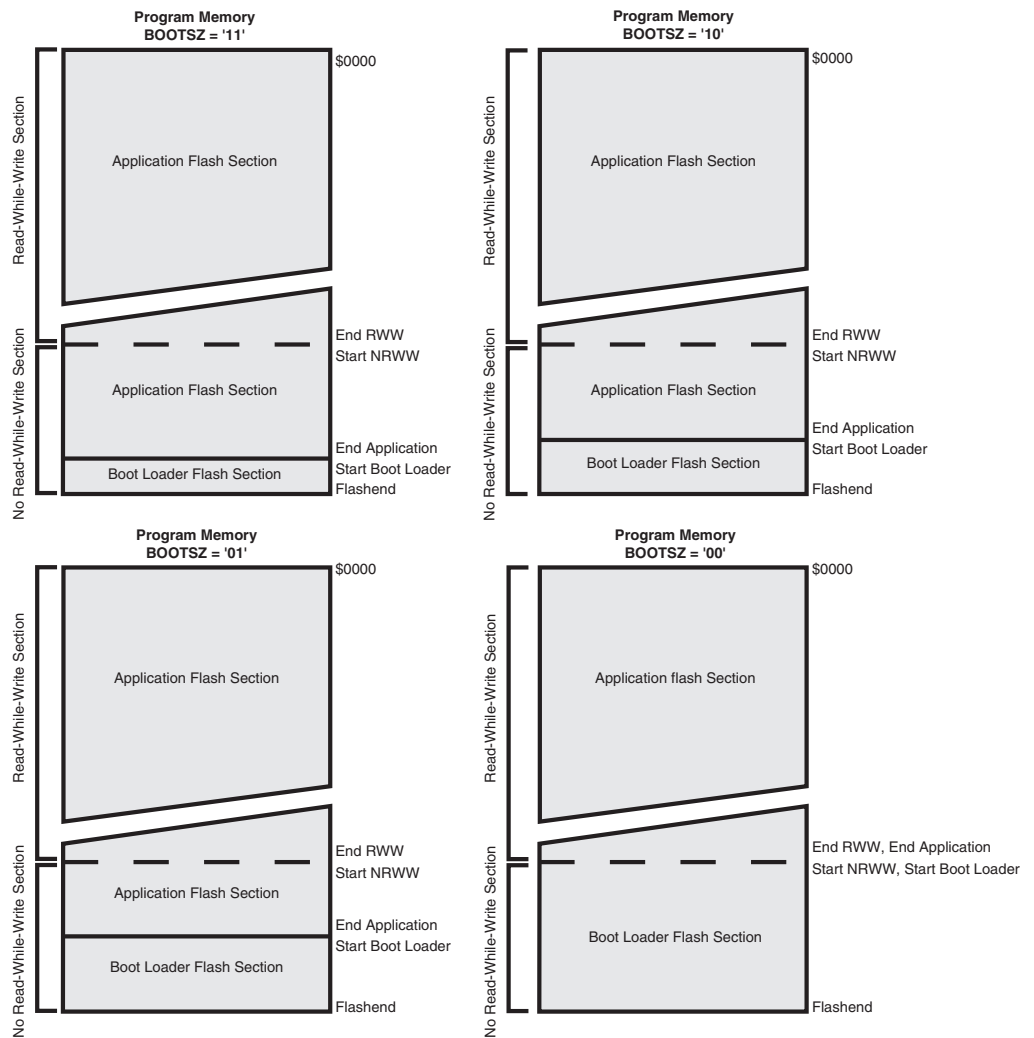 Program Memory
BOOTSZ = '11'
$0000
Read-While-Write Section
Application Flash Section
End RWW
Start NRWW
No Read-While-Write Section
Application Flash Section
End Application
Start Boot Loader
Boot Loader Flash Section
Flashend
Program Memory
BOOTSZ = '10'
$0000
Read-While-Write Section
Application Flash Section
End RWW
Start NRWW
No Read-While-Write Section
Application Flash Section
End Application
Start Boot Loader
Boot Loader Flash Section
Flashend
Program Memory
BOOTSZ = '01'
$0000
Read-While-Write Section
Application Flash Section
End RWW
Start NRWW
No Read-While-Write Section
Application Flash Section
End Application
Start Boot Loader
Boot Loader Flash Section
Flashend
Program Memory
BOOTSZ = '00'
$0000
Read-While-Write Section
Application flash Section
End RWW, End Application
Start NRWW, Start Boot Loader
No Read-While-Write Section
Boot Loader Flash Section
Flashend